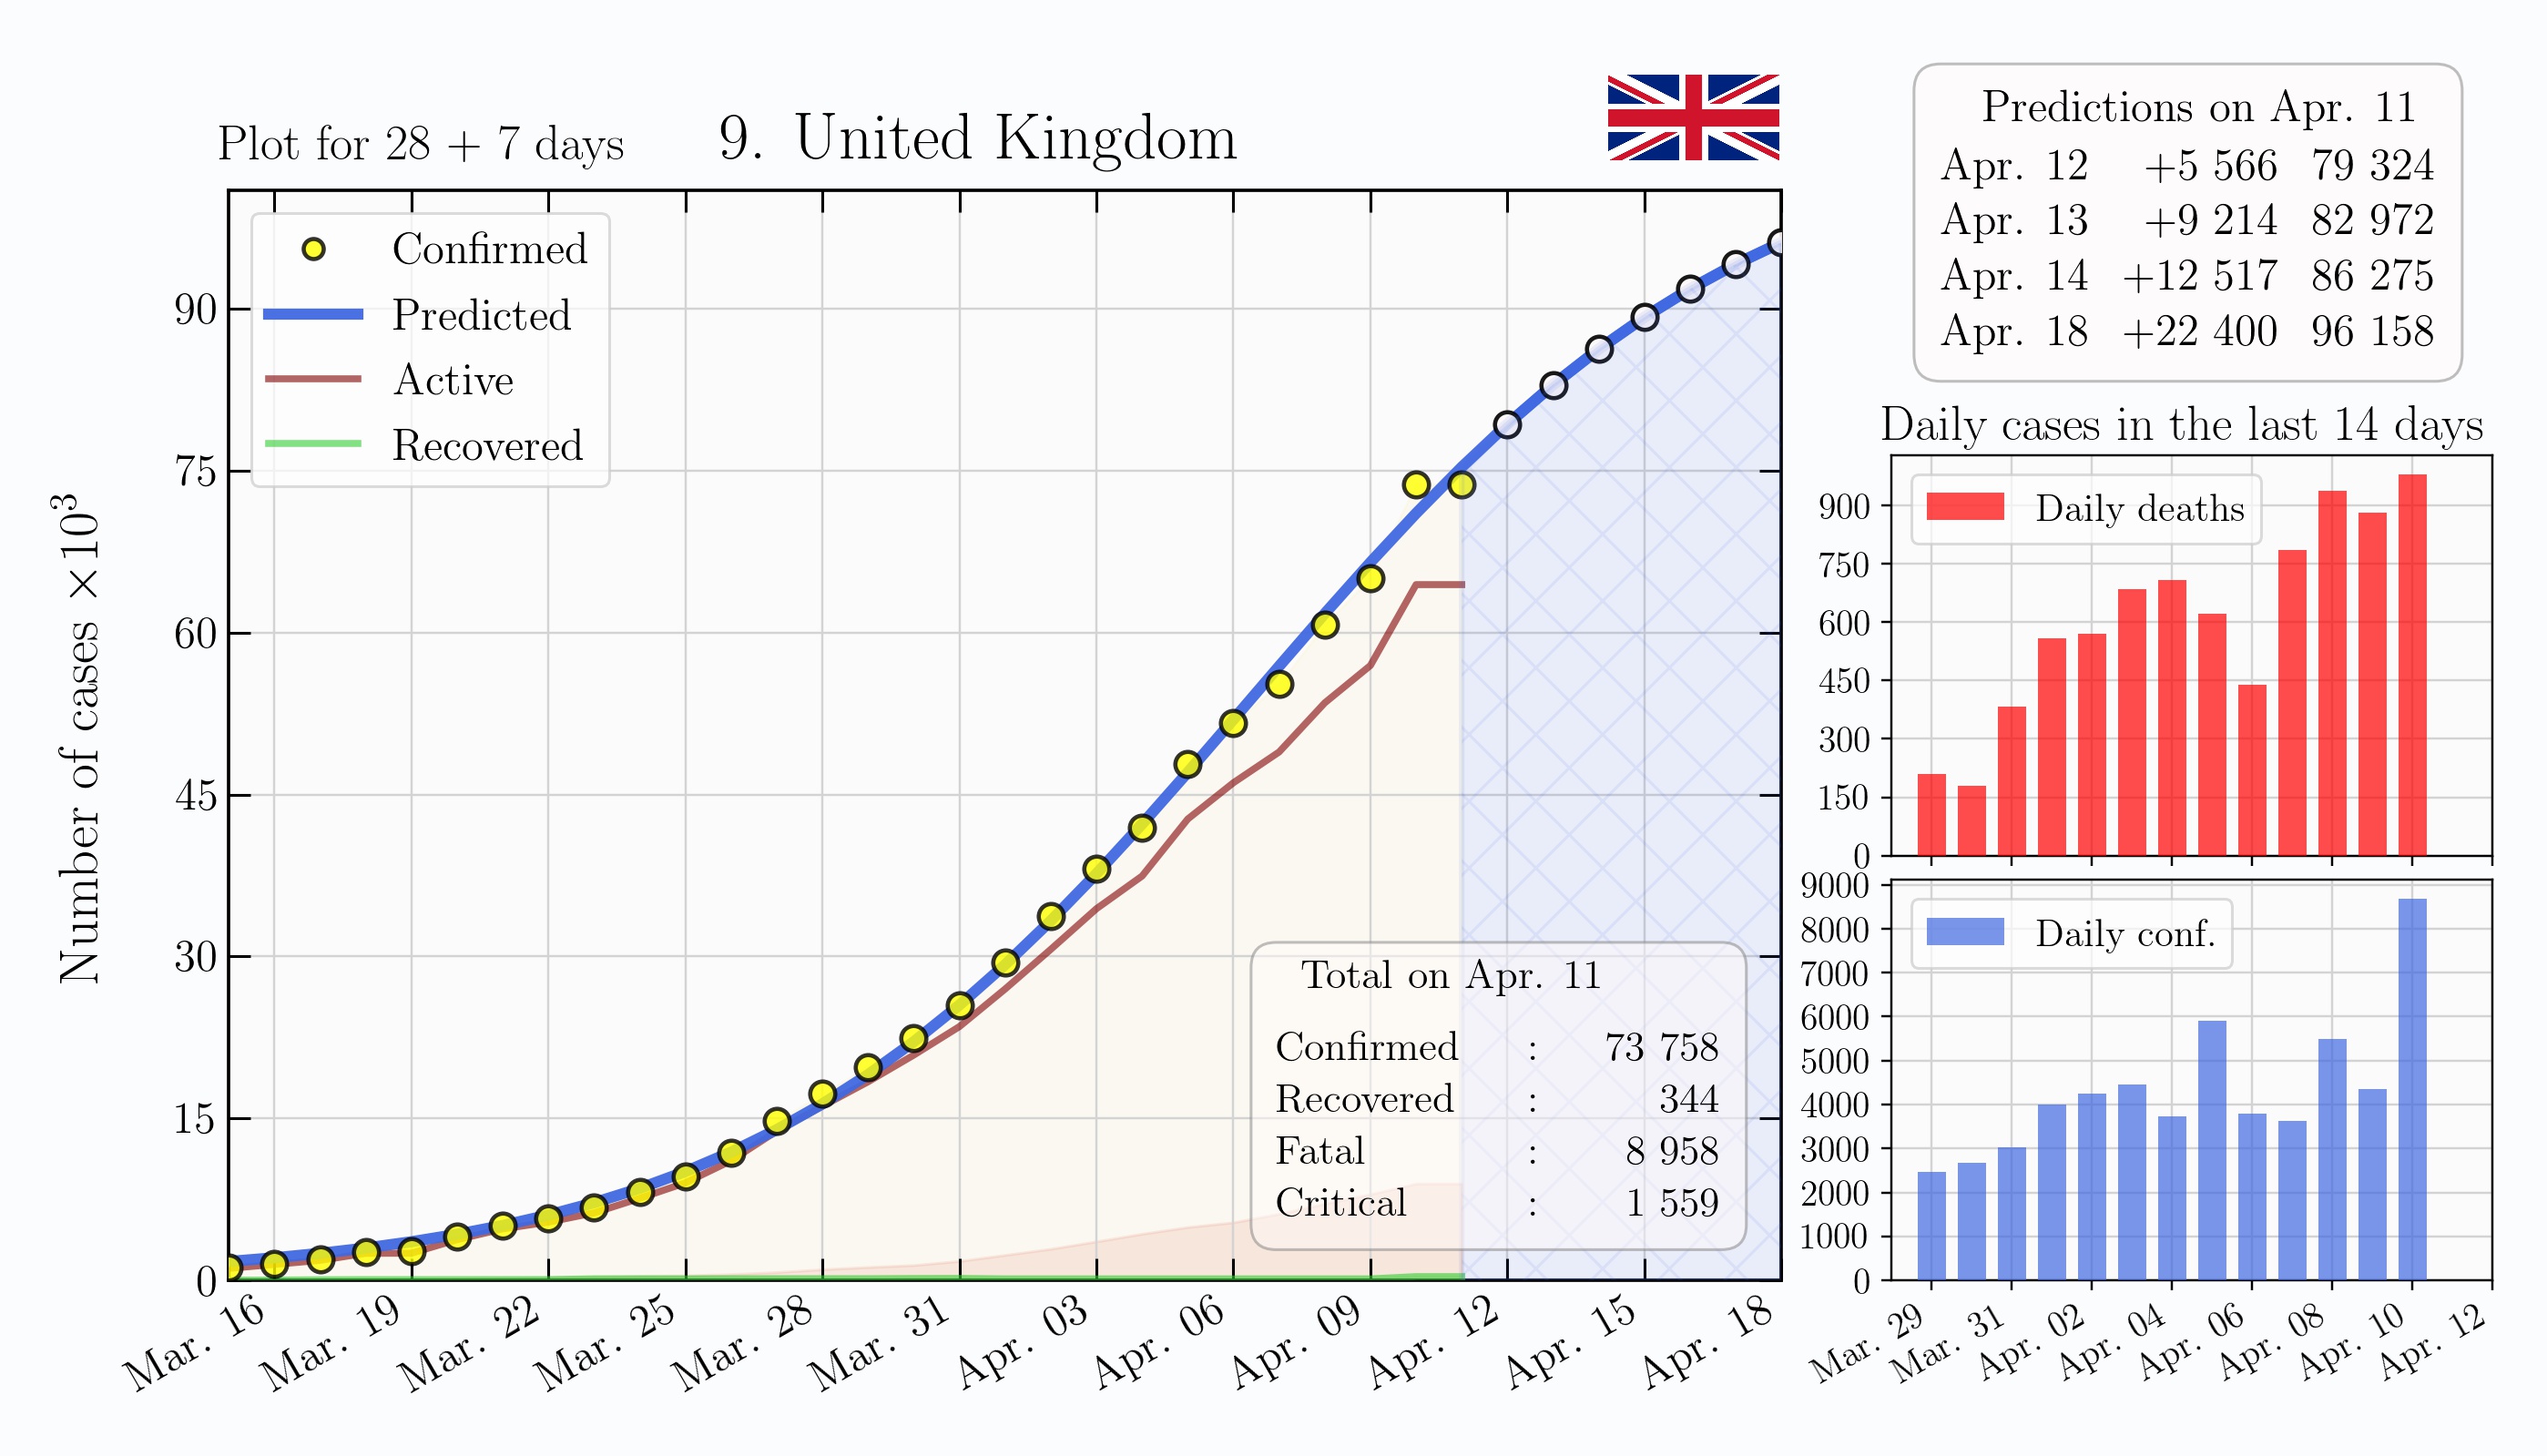 Plot for 28 + 7 days
9. United Kingdom
Confirmed
Predicted
Active
Recovered
Number of cases ×10³
90
75
60
45
30
15
0
Mar. 16
Mar. 19
Mar. 22
Mar. 25
Mar. 28
Mar. 31
Apr. 03
Apr. 06
Apr. 09
Apr. 12
Apr. 15
Apr. 18
Total on Apr. 11
Confirmed : 73 758
Recovered : 344
Fatal : 8 958
Critical : 1 559
Predictions on Apr. 11
Apr. 12 +5 566 79 324
Apr. 13 +9 214 82 972
Apr. 14 +12 517 86 275
Apr. 18 +22 400 96 158
Daily cases in the last 14 days
Daily deaths
900
750
600
450
300
150
0
Daily conf.
9000
8000
7000
6000
5000
4000
3000
2000
1000
0
Mar. 29
Mar. 31
Apr. 02
Apr. 04
Apr. 06
Apr. 08
Apr. 10
Apr. 12